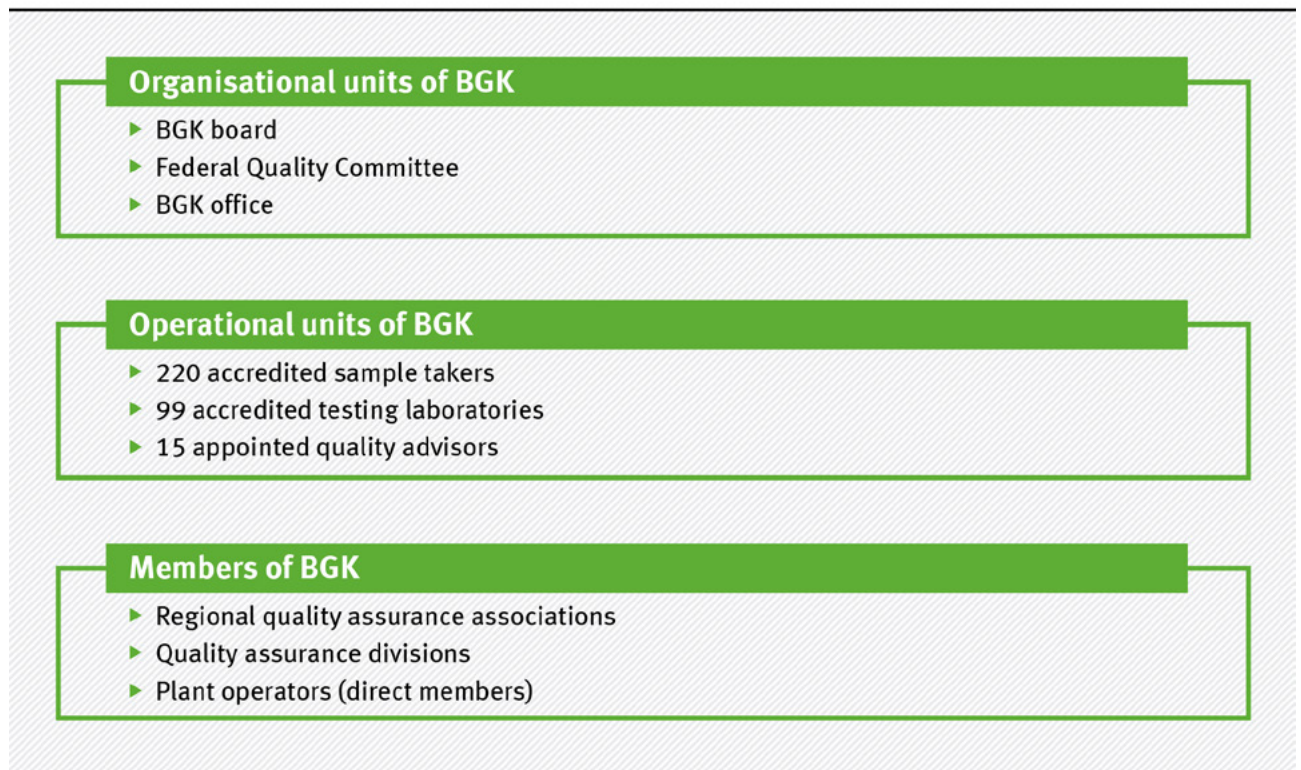 Organisational units of BGK
BGK board
Federal Quality Committee
BGK office
Operational units of BGK
220 accredited sample takers
99 accredited testing laboratories
15 appointed quality advisors
Members of BGK
Regional quality assurance associations
Quality assurance divisions
Plant operators (direct members)